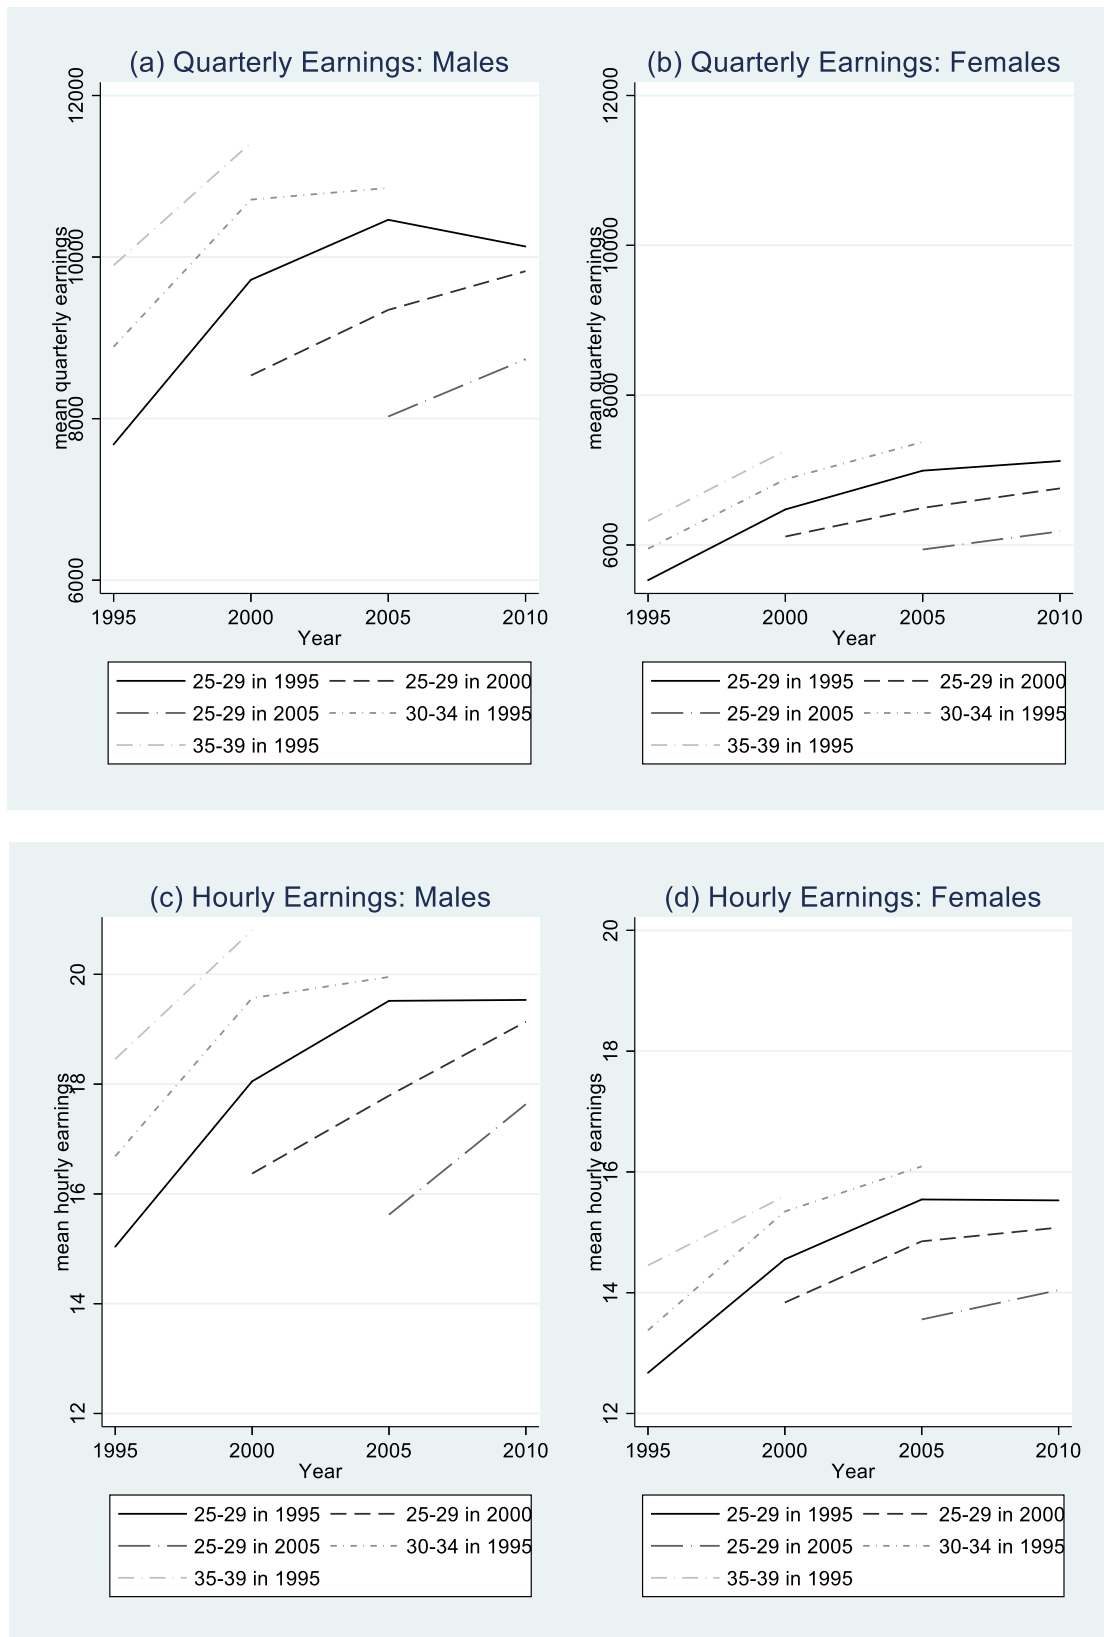 (a) Quarterly Earnings: Males
mean quarterly earnings
12000
10000
8000
6000
1995 2000 2005 2010
Year
25-29 in 1995 25-29 in 2000
25-29 in 2005 30-34 in 1995
35-39 in 1995
(b) Quarterly Earnings: Females
mean quarterly earnings
12000
10000
8000
6000
1995 2000 2005 2010
Year
25-29 in 1995 25-29 in 2000
25-29 in 2005 30-34 in 1995
35-39 in 1995
(c) Hourly Earnings: Males
mean hourly earnings
20
18
16
14
12
1995 2000 2005 2010
Year
25-29 in 1995 25-29 in 2000
25-29 in 2005 30-34 in 1995
35-39 in 1995
(d) Hourly Earnings: Females
mean hourly earnings
20
18
16
14
12
1995 2000 2005 2010
Year
25-29 in 1995 25-29 in 2000
25-29 in 2005 30-34 in 1995
35-39 in 1995